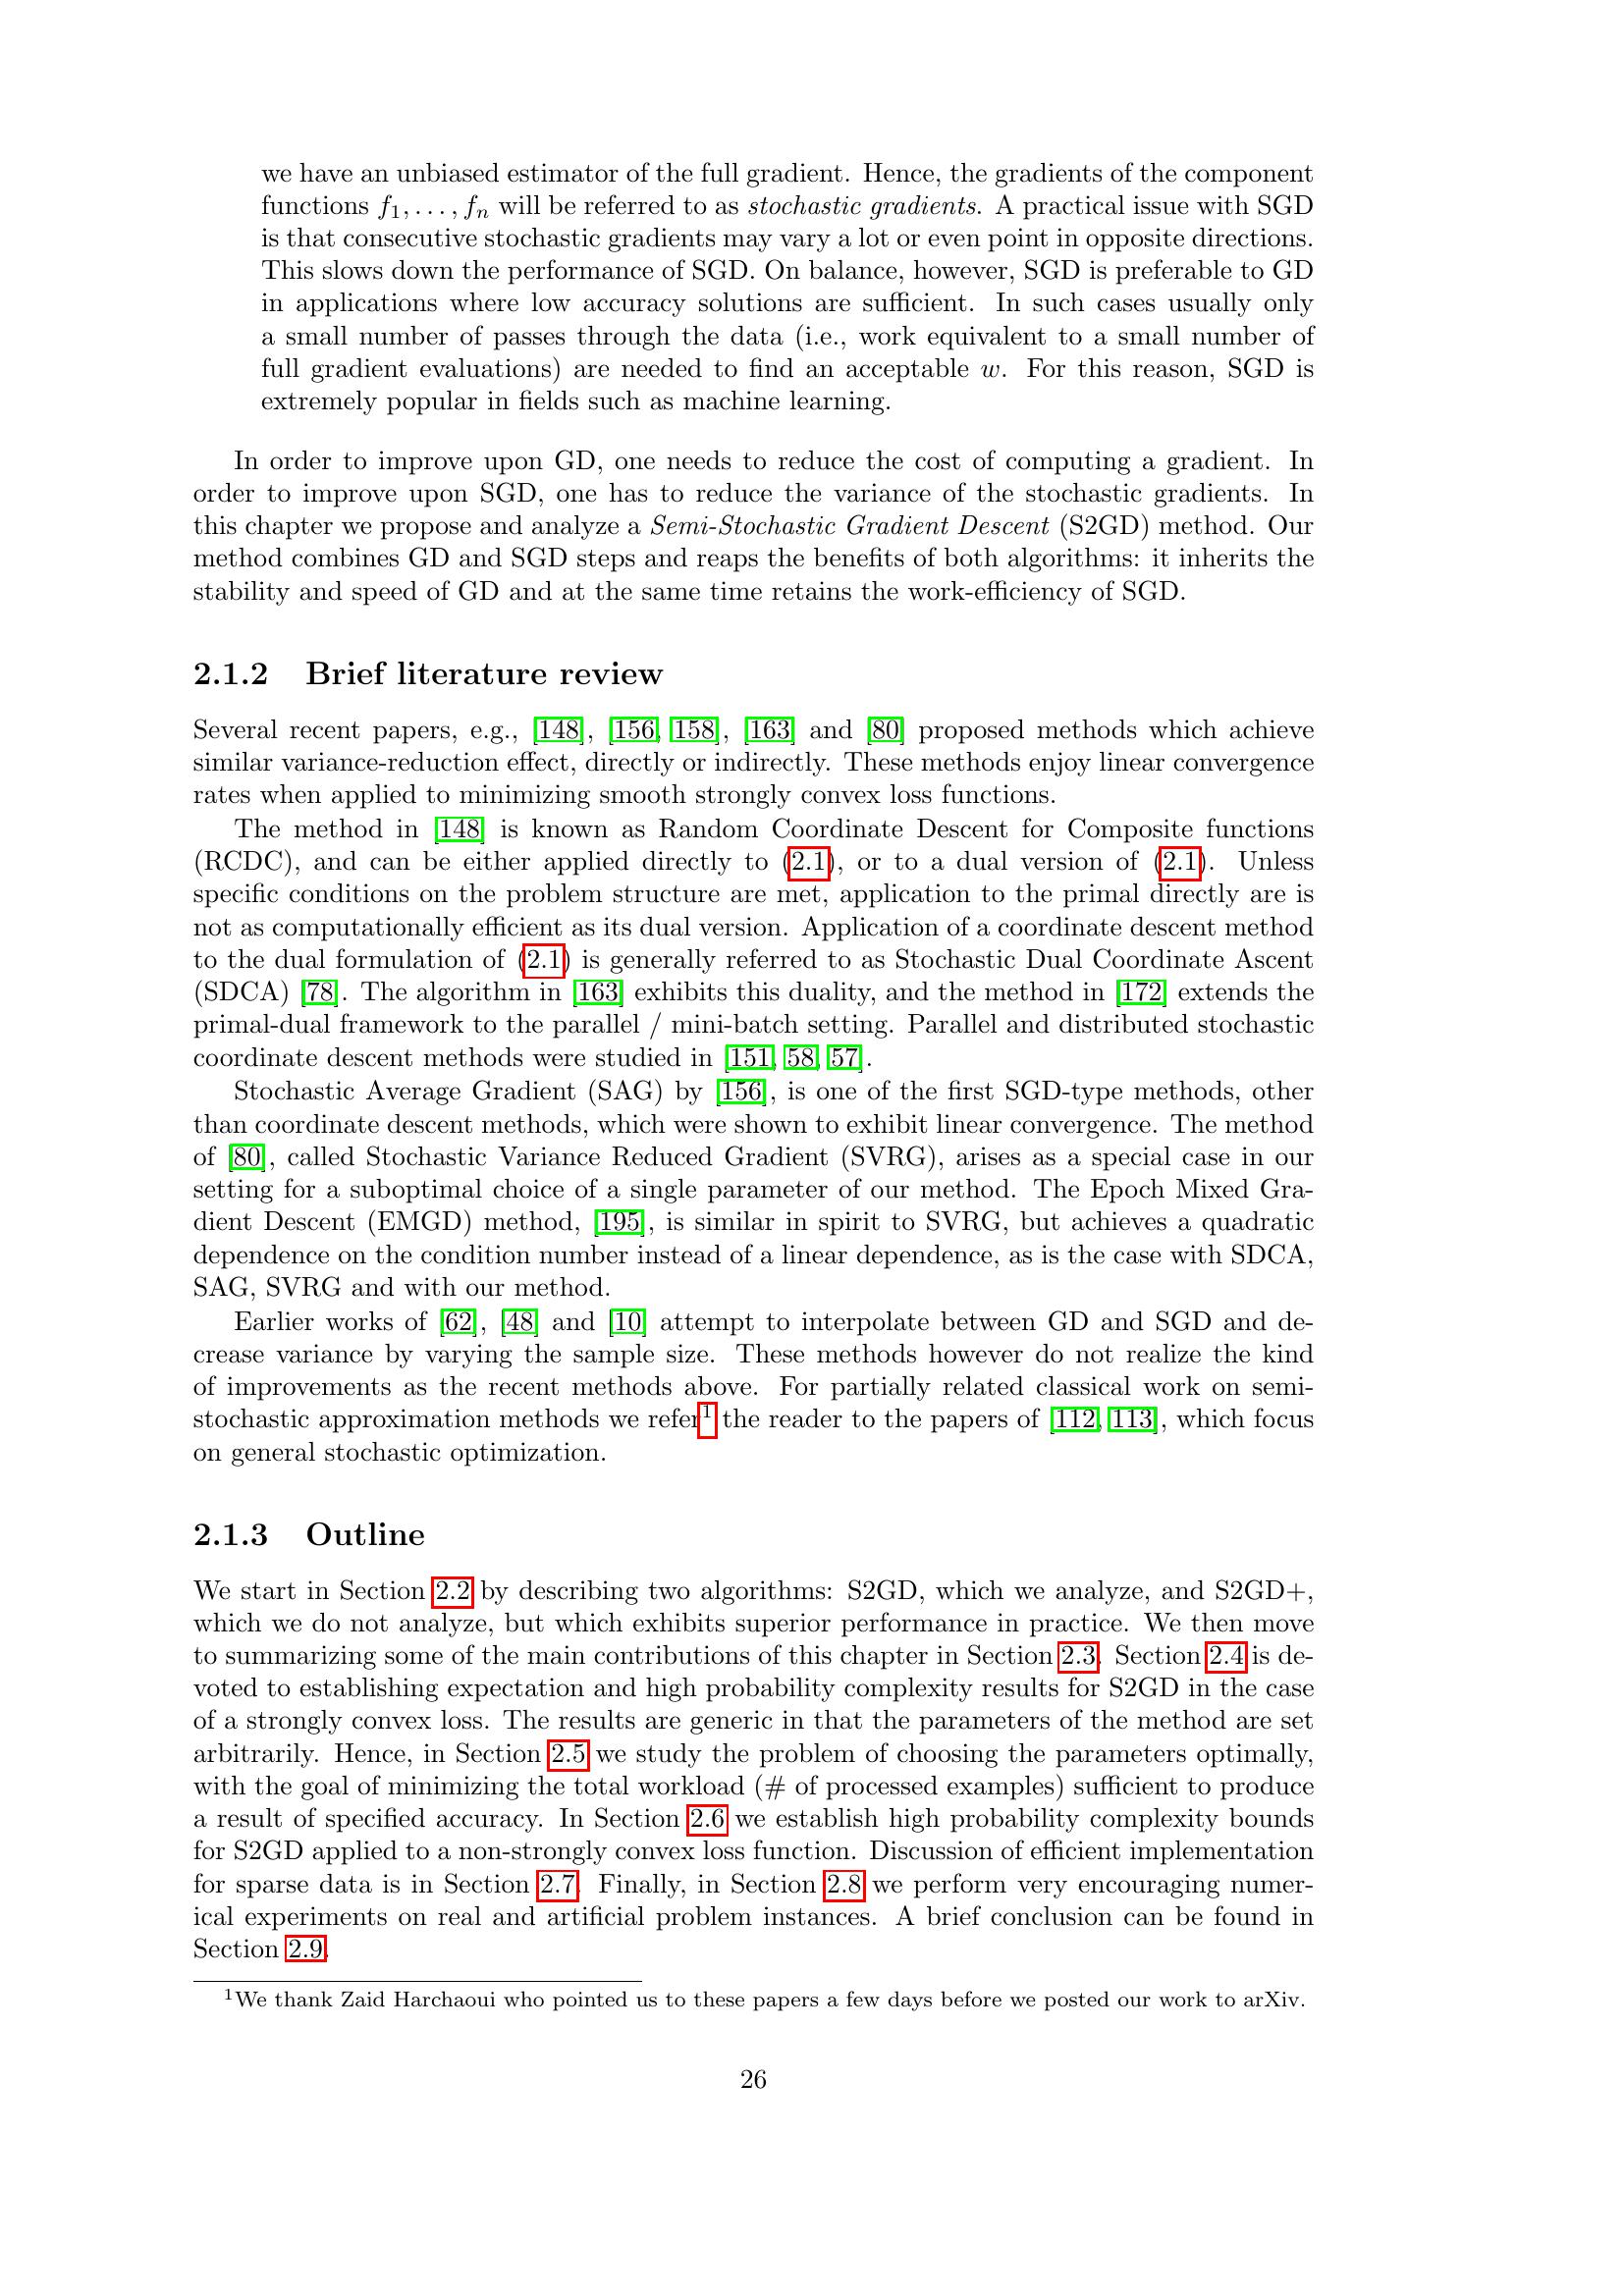 we have an unbiased estimator of the full gradient. Hence, the gradients of the component
functions f1, . . . , fn will be referred to as stochastic gradients. A practical issue with SGD
is that consecutive stochastic gradients may vary a lot or even point in opposite directions.
This slows down the performance of SGD. On balance, however, SGD is preferable to GD
in applications where low accuracy solutions are sufficient. In such cases usually only
a small number of passes through the data (i.e., work equivalent to a small number of
full gradient evaluations) are needed to find an acceptable w. For this reason, SGD is
extremely popular in fields such as machine learning.
In order to improve upon GD, one needs to reduce the cost of computing a gradient. In
order to improve upon SGD, one has to reduce the variance of the stochastic gradients. In
this chapter we propose and analyze a Semi-Stochastic Gradient Descent (S2GD) method. Our
method combines GD and SGD steps and reaps the benefits of both algorithms: it inherits the
stability and speed of GD and at the same time retains the work-efficiency of SGD.
2.1.2 Brief literature review
Several recent papers, e.g., [148], [156, 158], [163] and [80] proposed methods which achieve
similar variance-reduction effect, directly or indirectly. These methods enjoy linear convergence
rates when applied to minimizing smooth strongly convex loss functions.
The method in [148] is known as Random Coordinate Descent for Composite functions
(RCDC), and can be either applied directly to (2.1), or to a dual version of (2.1). Unless
specific conditions on the problem structure are met, application to the primal directly are is
not as computationally efficient as its dual version. Application of a coordinate descent method
to the dual formulation of (2.1) is generally referred to as Stochastic Dual Coordinate Ascent
(SDCA) [78]. The algorithm in [163] exhibits this duality, and the method in [172] extends the
primal-dual framework to the parallel / mini-batch setting. Parallel and distributed stochastic
coordinate descent methods were studied in [151, 58, 57].
Stochastic Average Gradient (SAG) by [156], is one of the first SGD-type methods, other
than coordinate descent methods, which were shown to exhibit linear convergence. The method
of [80], called Stochastic Variance Reduced Gradient (SVRG), arises as a special case in our
setting for a suboptimal choice of a single parameter of our method. The Epoch Mixed Gra-
dient Descent (EMGD) method, [195], is similar in spirit to SVRG, but achieves a quadratic
dependence on the condition number instead of a linear dependence, as is the case with SDCA,
SAG, SVRG and with our method.
Earlier works of [62], [48] and [10] attempt to interpolate between GD and SGD and de-
crease variance by varying the sample size. These methods however do not realize the kind
of improvements as the recent methods above. For partially related classical work on semi-
stochastic approximation methods we refer1 the reader to the papers of [112, 113], which focus
on general stochastic optimization.
2.1.3 Outline
We start in Section 2.2 by describing two algorithms: S2GD, which we analyze, and S2GD+,
which we do not analyze, but which exhibits superior performance in practice. We then move
to summarizing some of the main contributions of this chapter in Section 2.3. Section 2.4 is de-
voted to establishing expectation and high probability complexity results for S2GD in the case
of a strongly convex loss. The results are generic in that the parameters of the method are set
arbitrarily. Hence, in Section 2.5 we study the problem of choosing the parameters optimally,
with the goal of minimizing the total workload (# of processed examples) sufficient to produce
a result of specified accuracy. In Section 2.6 we establish high probability complexity bounds
for S2GD applied to a non-strongly convex loss function. Discussion of efficient implementation
for sparse data is in Section 2.7. Finally, in Section 2.8 we perform very encouraging numer-
ical experiments on real and artificial problem instances. A brief conclusion can be found in
Section 2.9.
1We thank Zaid Harchaoui who pointed us to these papers a few days before we posted our work to arXiv.
26